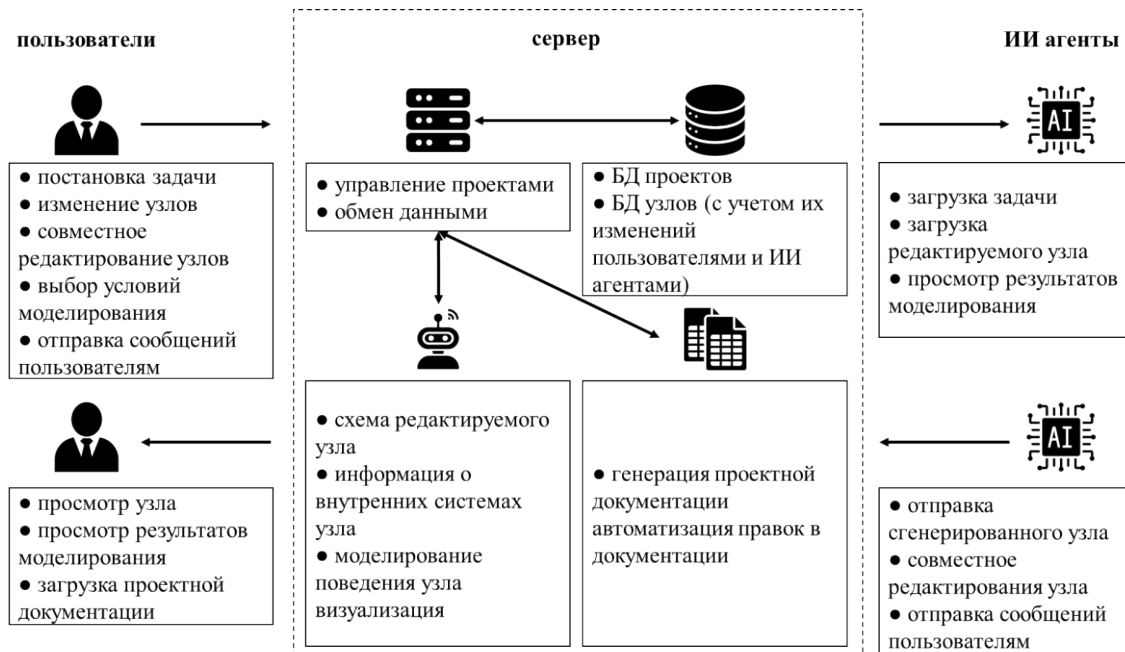 пользователи
сервер
ИИ агенты
● постановка задачи
● изменение узлов
● совместное
редактирование узлов
● выбор условий
моделирования
● отправка сообщений
пользователям
● управление проектами
● обмен данными
● БД проектов
● БД узлов (с учетом их
изменений
пользователями и ИИ
агентами)
AI
● загрузка задачи
● загрузка
редактируемого узла
● просмотр результатов
моделирования
● просмотр узла
● просмотр результатов
моделирования
● загрузка проектной
документации
● схема редактируемого
узла
● информация о
внутренних системах
узла
● моделирование
поведения узла
визуализация
● генерация проектной
документации
автоматизация правок в
документации
AI
● отправка
сгенерированного узла
● совместное
редактирования узла
● отправка сообщений
пользователям